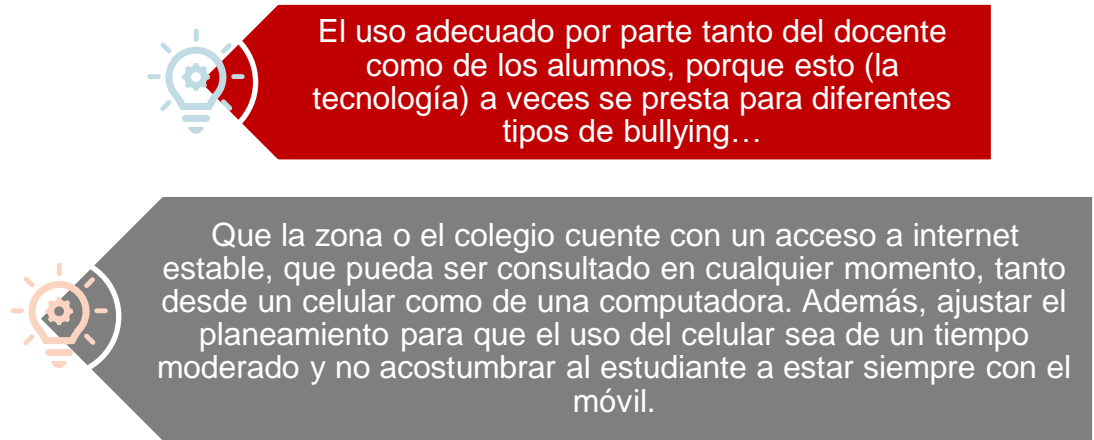 El uso adecuado por parte tanto del docente
como de los alumnos, porque esto (la
tecnología) a veces se presta para diferentes
tipos de bullying…
Que la zona o el colegio cuente con un acceso a internet
estable, que pueda ser consultado en cualquier momento, tanto
desde un celular como de una computadora. Además, ajustar el
planeamiento para que el uso del celular sea de un tiempo
moderado y no acostumbrar al estudiante a estar siempre con el
móvil.